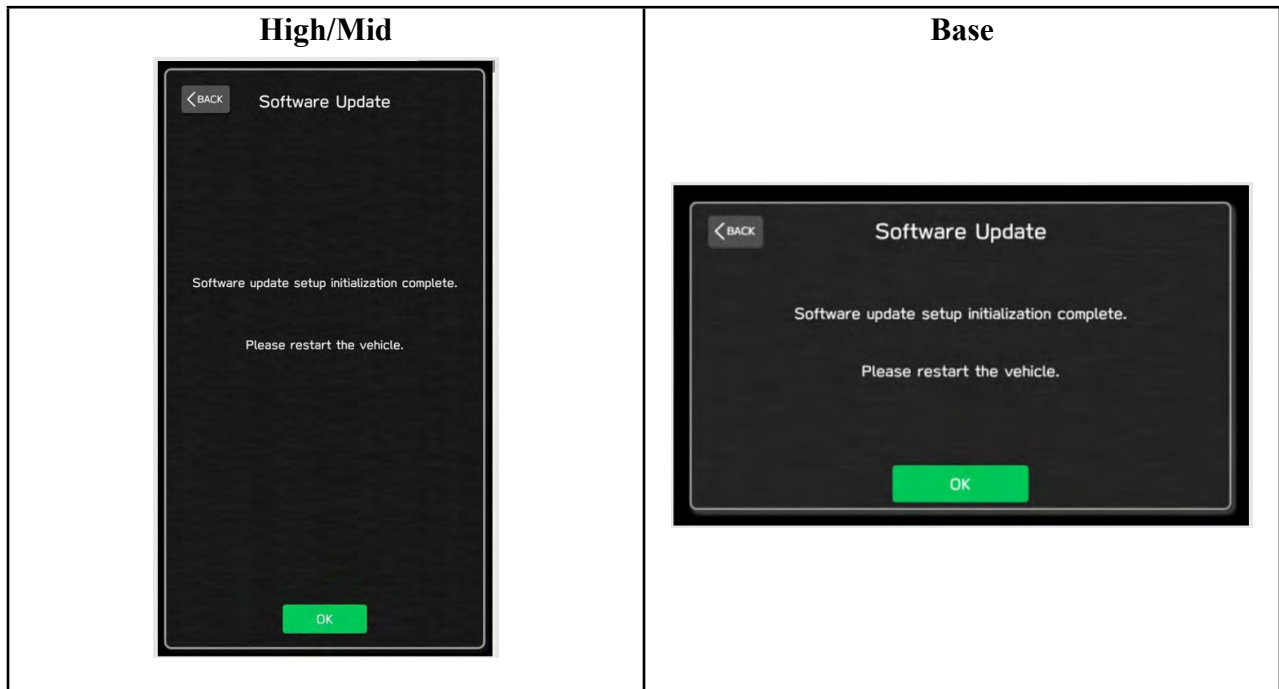 High/Mid
BACK
Software Update
Software update setup initialization complete.
Please restart the vehicle.
OK
Base
BACK
Software Update
Software update setup initialization complete.
Please restart the vehicle.
OK